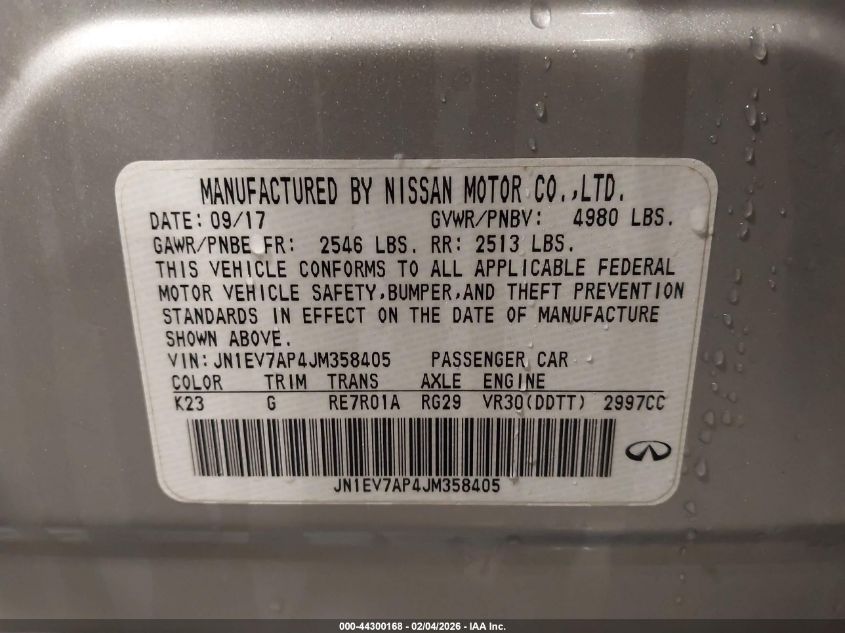 MANUFACTURED BY NISSAN MOTOR CO.,LTD.
DATE: 09/17 GVWR/PNBV: 4980 LBS.
GAWR/PNBE FR: 2546 LBS. RR: 2513 LBS.
THIS VEHICLE CONFORMS TO ALL APPLICABLE FEDERAL
MOTOR VEHICLE SAFETY,BUMPER,AND THEFT PREVENTION
STANDARDS IN EFFECT ON THE DATE OF MANUFACTURE
SHOWN ABOVE.
VIN: JN1EV7AP4JM358405 PASSENGER CAR
COLOR TRIM TRANS AXLE ENGINE
K23 G RE7R01A RG29 VR30(DDTT) 2997CC
JN1EV7AP4JM358405
000-44300168 - 02/04/2026 - IAA Inc.